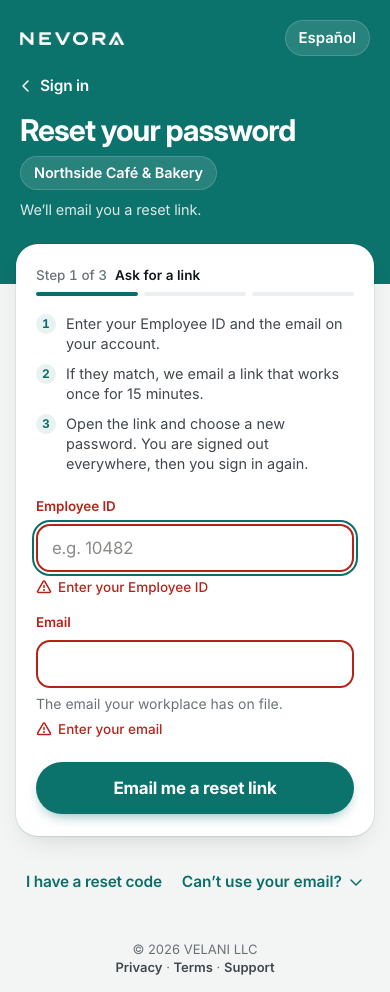 NEVORA
Español
Sign in
Reset your password
Northside Café & Bakery
We'll email you a reset link.
Step 1 of 3 Ask for a link
1 Enter your Employee ID and the email on
your account.
2 If they match, we email a link that works
once for 15 minutes.
3 Open the link and choose a new
password. You are signed out
everywhere, then you sign in again.
Employee ID
e.g. 10482
Enter your Employee ID
Email
The email your workplace has on file.
Enter your email
Email me a reset link
I have a reset code
Can't use your email?
© 2026 VELANI LLC
Privacy · Terms · Support